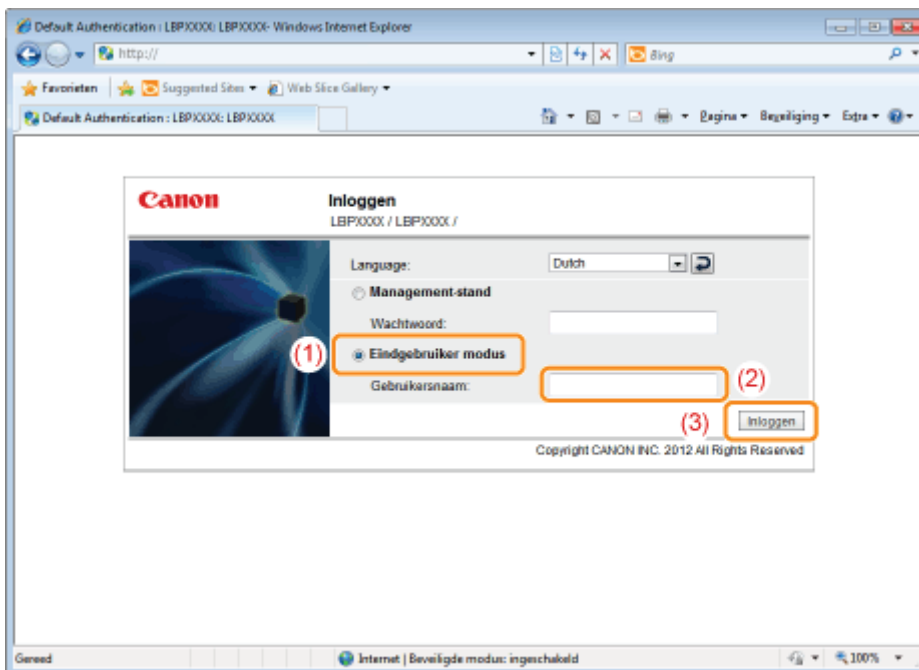 Default Authentication : LBPXXXX: LBPXXXX- Windows Internet Explorer
http://
Bing
Favorieten Suggested Sites Web Slice Gallery
Default Authentication : LBPXXXX: LBPXXXX
Pagina Beveiliging Extra
Canon
Inloggen
LBPXXXX / LBPXXXX /
Language: Dutch
Management-stand
Wachtwoord:
(1) Eindgebruiker modus
Gebruikersnaam: (2)
(3) Inloggen
Copyright CANON INC. 2012 All Rights Reserved
Gereed Internet | Beveiligde modus: ingeschakeld 100%